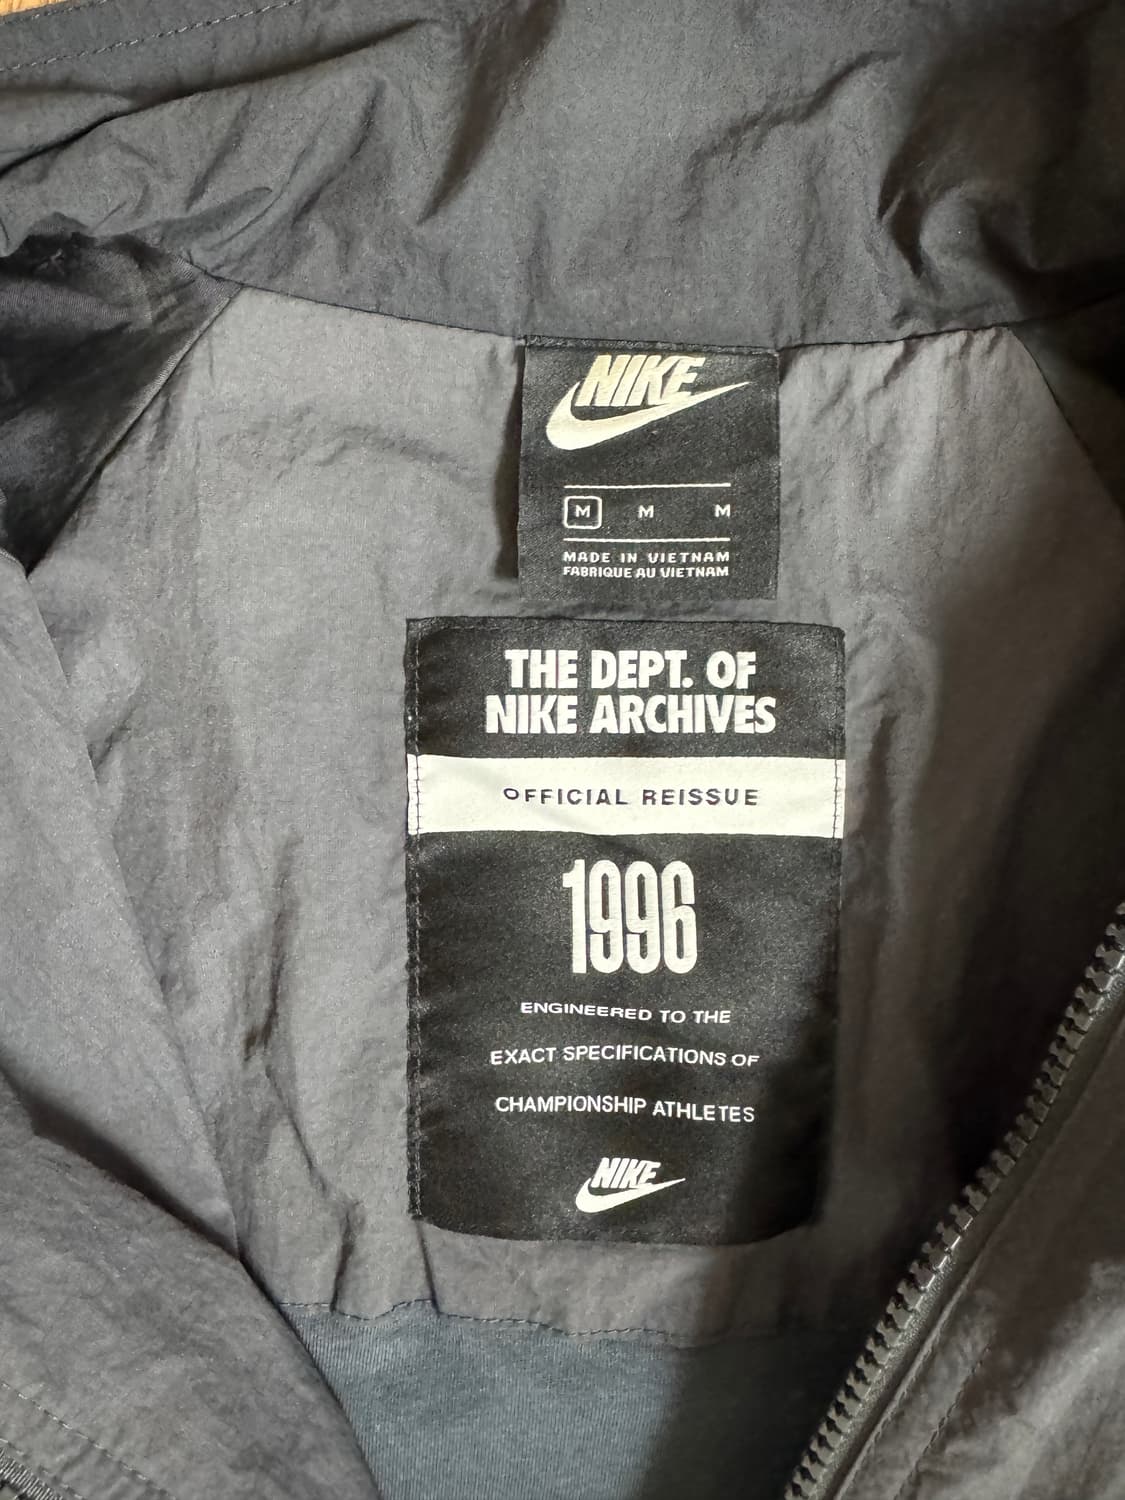 NIKE
M M M
MADE IN VIETNAM
FABRIQUE AU VIETNAM
THE DEPT. OF
NIKE ARCHIVES
OFFICIAL REISSUE
1996
ENGINEERED TO THE
EXACT SPECIFICATIONS OF
CHAMPIONSHIP ATHLETES
NIKE